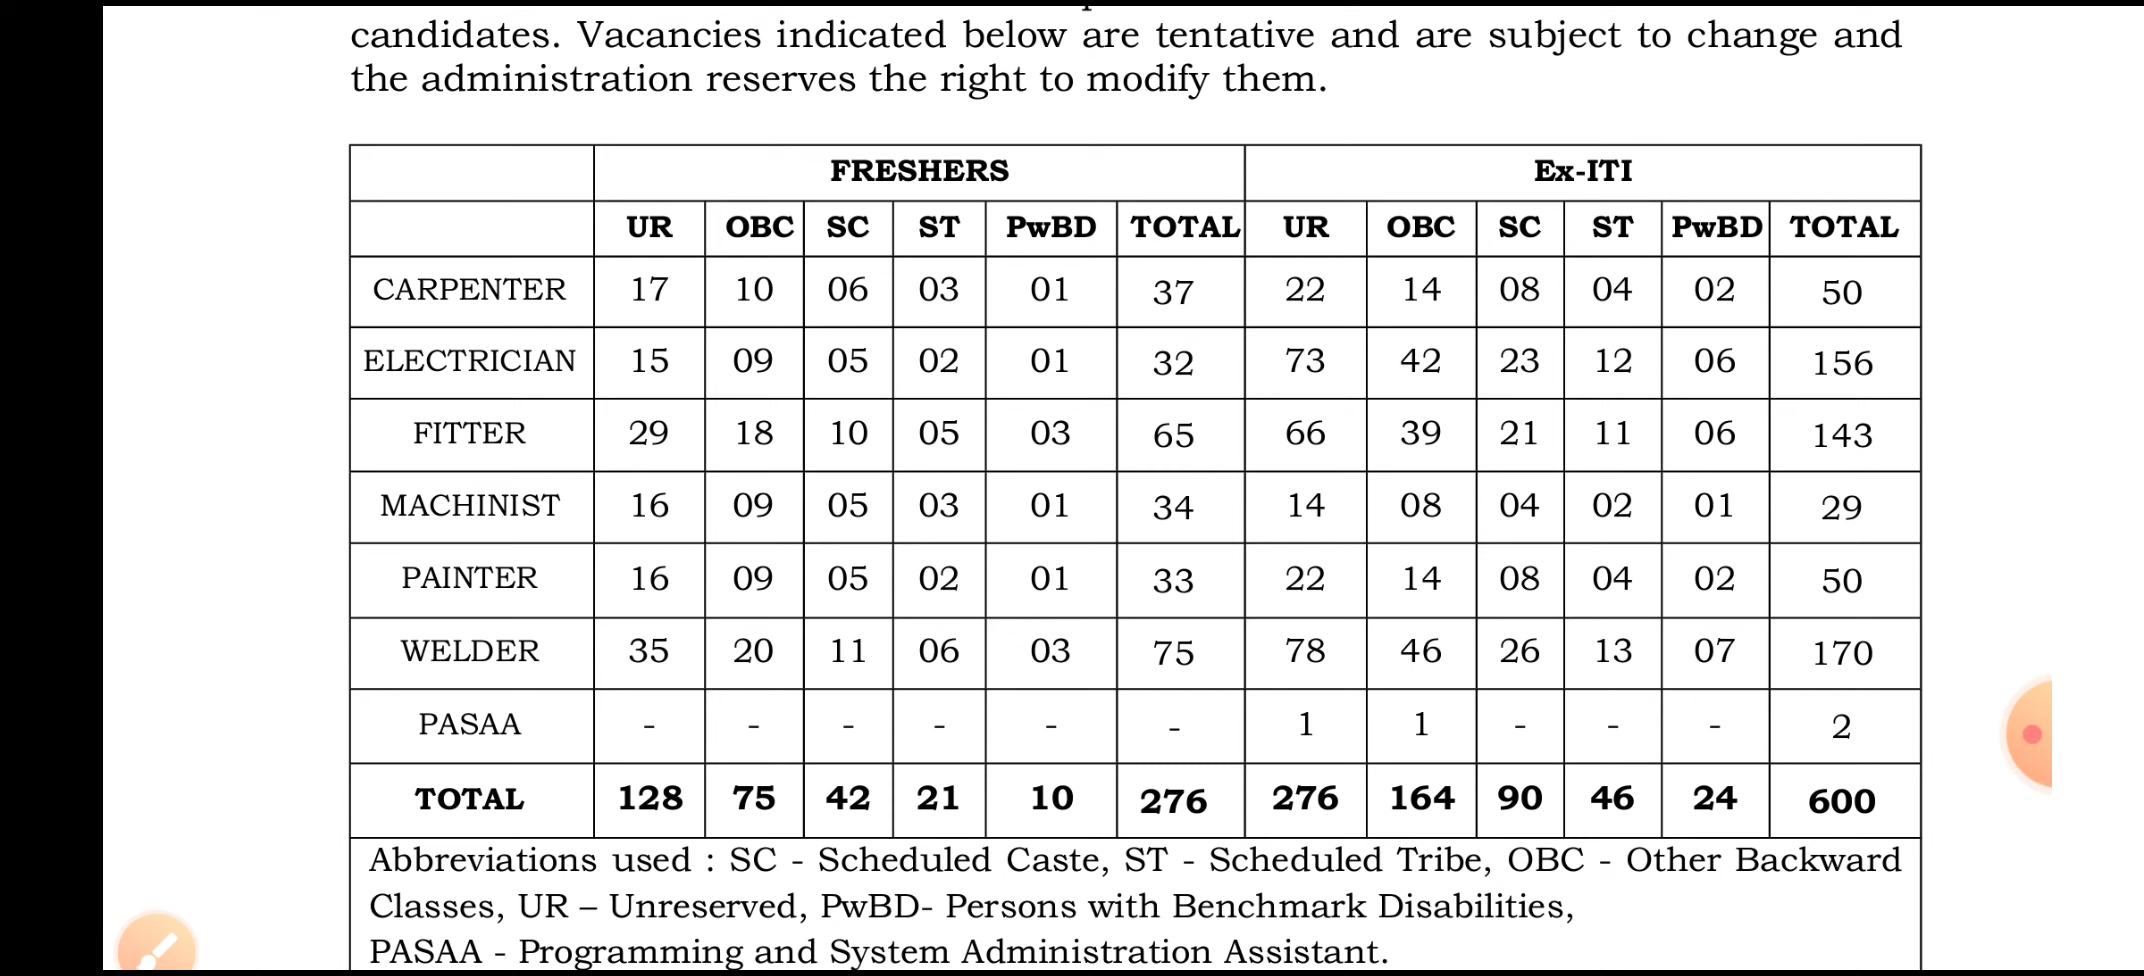 candidates. Vacancies indicated below are tentative and are subject to change and
the administration reserves the right to modify them.
FRESHERS Ex-ITI
UR OBC SC ST PwBD TOTAL UR OBC SC ST PwBD TOTAL
CARPENTER 17 10 06 03 01 37 22 14 08 04 02 50
ELECTRICIAN 15 09 05 02 01 32 73 42 23 12 06 156
FITTER 29 18 10 05 03 65 66 39 21 11 06 143
MACHINIST 16 09 05 03 01 34 14 08 04 02 01 29
PAINTER 16 09 05 02 01 33 22 14 08 04 02 50
WELDER 35 20 11 06 03 75 78 46 26 13 07 170
PASAA - - - - - - 1 1 - - - 2
TOTAL 128 75 42 21 10 276 276 164 90 46 24 600
Abbreviations used : SC - Scheduled Caste, ST - Scheduled Tribe, OBC - Other Backward
Classes, UR – Unreserved, PwBD- Persons with Benchmark Disabilities,
PASAA - Programming and System Administration Assistant.